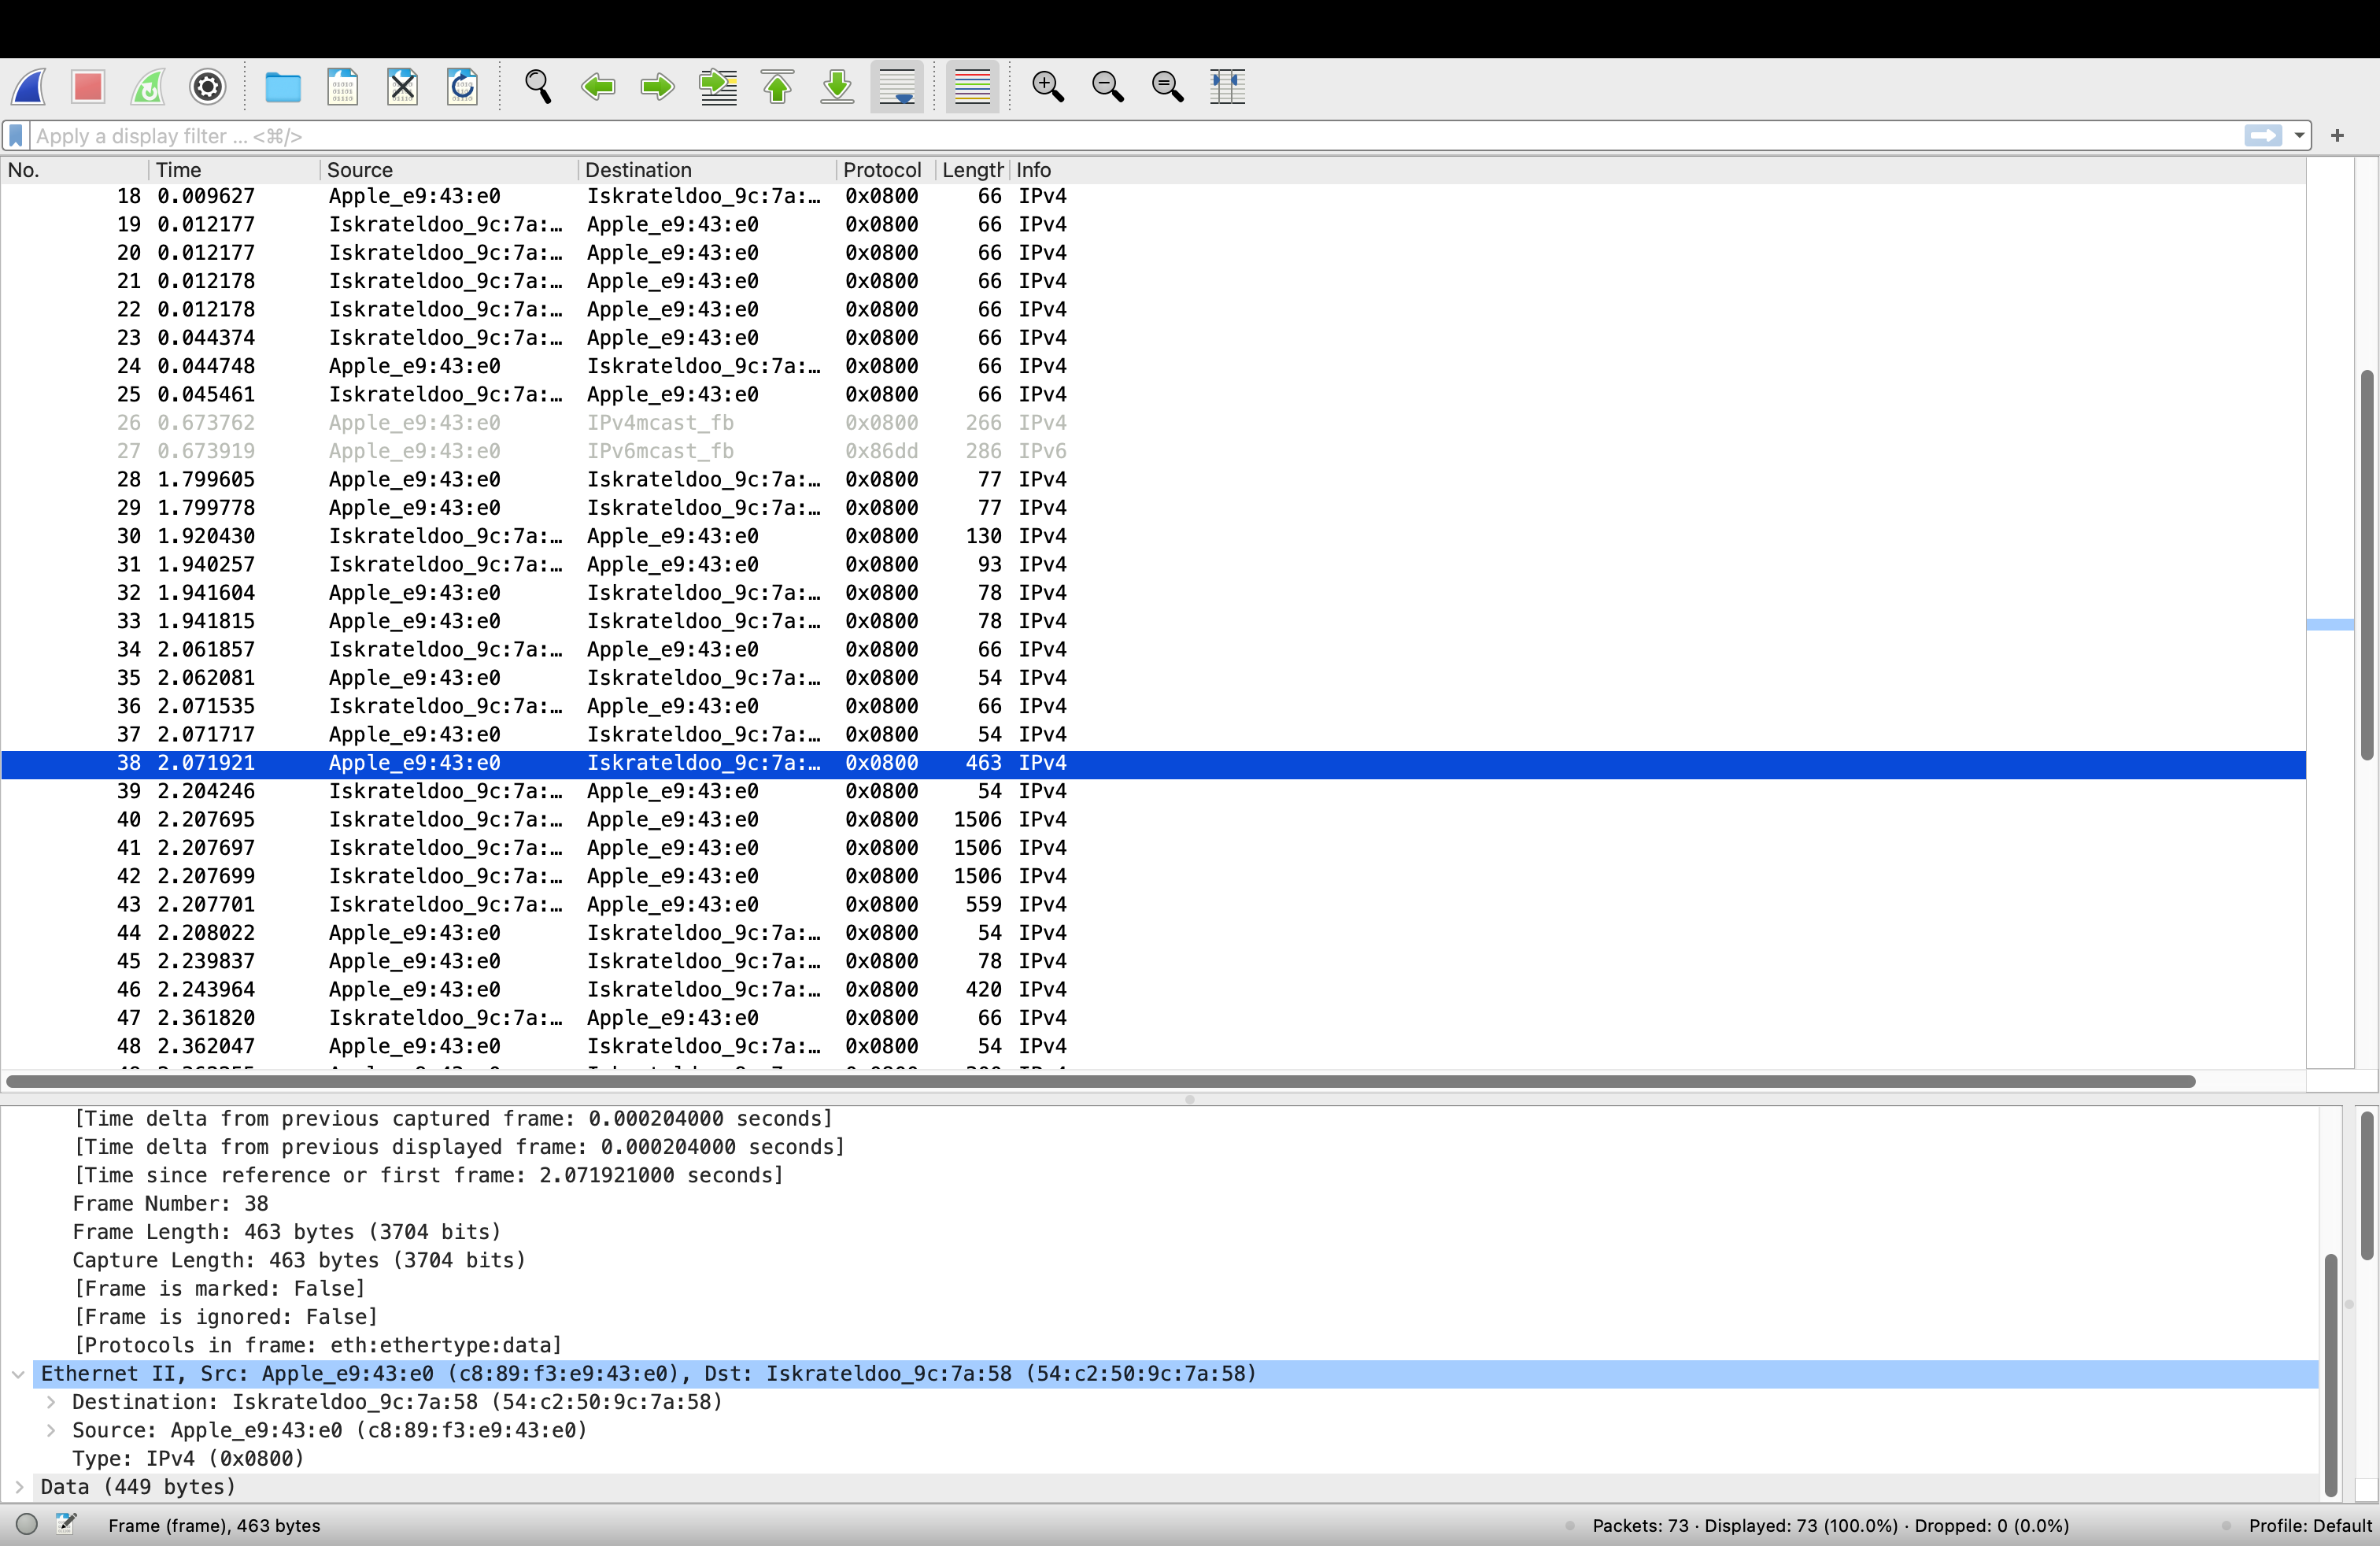 Apply a display filter ... <⌘/>
No. Time Source Destination Protocol Length Info
18 0.009627 Apple_e9:43:e0 Iskrateldoo_9c:7a:… 0x0800 66 IPv4
19 0.012177 Iskrateldoo_9c:7a:… Apple_e9:43:e0 0x0800 66 IPv4
20 0.012177 Iskrateldoo_9c:7a:… Apple_e9:43:e0 0x0800 66 IPv4
21 0.012178 Iskrateldoo_9c:7a:… Apple_e9:43:e0 0x0800 66 IPv4
22 0.012178 Iskrateldoo_9c:7a:… Apple_e9:43:e0 0x0800 66 IPv4
23 0.044374 Iskrateldoo_9c:7a:… Apple_e9:43:e0 0x0800 66 IPv4
24 0.044748 Apple_e9:43:e0 Iskrateldoo_9c:7a:… 0x0800 66 IPv4
25 0.045461 Iskrateldoo_9c:7a:… Apple_e9:43:e0 0x0800 66 IPv4
26 0.673762 Apple_e9:43:e0 IPv4mcast_fb 0x0800 266 IPv4
27 0.673919 Apple_e9:43:e0 IPv6mcast_fb 0x86dd 286 IPv6
28 1.799605 Apple_e9:43:e0 Iskrateldoo_9c:7a:… 0x0800 77 IPv4
29 1.799778 Apple_e9:43:e0 Iskrateldoo_9c:7a:… 0x0800 77 IPv4
30 1.920430 Iskrateldoo_9c:7a:… Apple_e9:43:e0 0x0800 130 IPv4
31 1.940257 Iskrateldoo_9c:7a:… Apple_e9:43:e0 0x0800 93 IPv4
32 1.941604 Apple_e9:43:e0 Iskrateldoo_9c:7a:… 0x0800 78 IPv4
33 1.941815 Apple_e9:43:e0 Iskrateldoo_9c:7a:… 0x0800 78 IPv4
34 2.061857 Iskrateldoo_9c:7a:… Apple_e9:43:e0 0x0800 66 IPv4
35 2.062081 Apple_e9:43:e0 Iskrateldoo_9c:7a:… 0x0800 54 IPv4
36 2.071535 Iskrateldoo_9c:7a:… Apple_e9:43:e0 0x0800 66 IPv4
37 2.071717 Apple_e9:43:e0 Iskrateldoo_9c:7a:… 0x0800 54 IPv4
38 2.071921 Apple_e9:43:e0 Iskrateldoo_9c:7a:… 0x0800 463 IPv4
39 2.204246 Iskrateldoo_9c:7a:… Apple_e9:43:e0 0x0800 54 IPv4
40 2.207695 Iskrateldoo_9c:7a:… Apple_e9:43:e0 0x0800 1506 IPv4
41 2.207697 Iskrateldoo_9c:7a:… Apple_e9:43:e0 0x0800 1506 IPv4
42 2.207699 Iskrateldoo_9c:7a:… Apple_e9:43:e0 0x0800 1506 IPv4
43 2.207701 Iskrateldoo_9c:7a:… Apple_e9:43:e0 0x0800 559 IPv4
44 2.208022 Apple_e9:43:e0 Iskrateldoo_9c:7a:… 0x0800 54 IPv4
45 2.239837 Apple_e9:43:e0 Iskrateldoo_9c:7a:… 0x0800 78 IPv4
46 2.243964 Apple_e9:43:e0 Iskrateldoo_9c:7a:… 0x0800 420 IPv4
47 2.361820 Iskrateldoo_9c:7a:… Apple_e9:43:e0 0x0800 66 IPv4
48 2.362047 Apple_e9:43:e0 Iskrateldoo_9c:7a:… 0x0800 54 IPv4
[Time delta from previous captured frame: 0.000204000 seconds]
[Time delta from previous displayed frame: 0.000204000 seconds]
[Time since reference or first frame: 2.071921000 seconds]
Frame Number: 38
Frame Length: 463 bytes (3704 bits)
Capture Length: 463 bytes (3704 bits)
[Frame is marked: False]
[Frame is ignored: False]
[Protocols in frame: eth:ethertype:data]
Ethernet II, Src: Apple_e9:43:e0 (c8:89:f3:e9:43:e0), Dst: Iskrateldoo_9c:7a:58 (54:c2:50:9c:7a:58)
Destination: Iskrateldoo_9c:7a:58 (54:c2:50:9c:7a:58)
Source: Apple_e9:43:e0 (c8:89:f3:e9:43:e0)
Type: IPv4 (0x0800)
Data (449 bytes)
Frame (frame), 463 bytes Packets: 73 · Displayed: 73 (100.0%) · Dropped: 0 (0.0%) Profile: Default